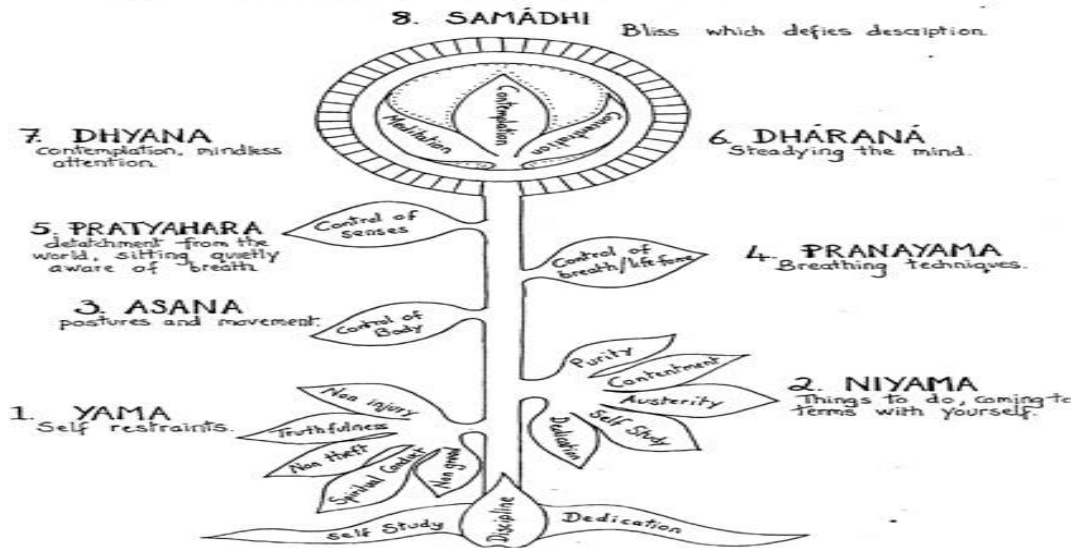 8. SAMÁDHI
Bliss which defies desciption
Contemplation
Meditation
Concentration
7. DHYANA
contemplation, mindless
attention.
6. DHÁRANÁ
Steadying the mind.
5. PRATYAHARA
detatchment from the
world, sitting quietly
aware of breath
Control of
senses
4. PRANAYAMA
Breathing techniques.
Control of
breath/life force
3. ASANA
postures and movement.
Control of
Body
2. NIYAMA
Things to do, coming to
terms with yourself.
Purity
Contentment
Austerity
Self Study
Dedication
1. YAMA
Self restraints.
Non injury
Truthfulness
Non theft
Spiritual Conduct
Non greed
Self Study
Discipline
Dedication